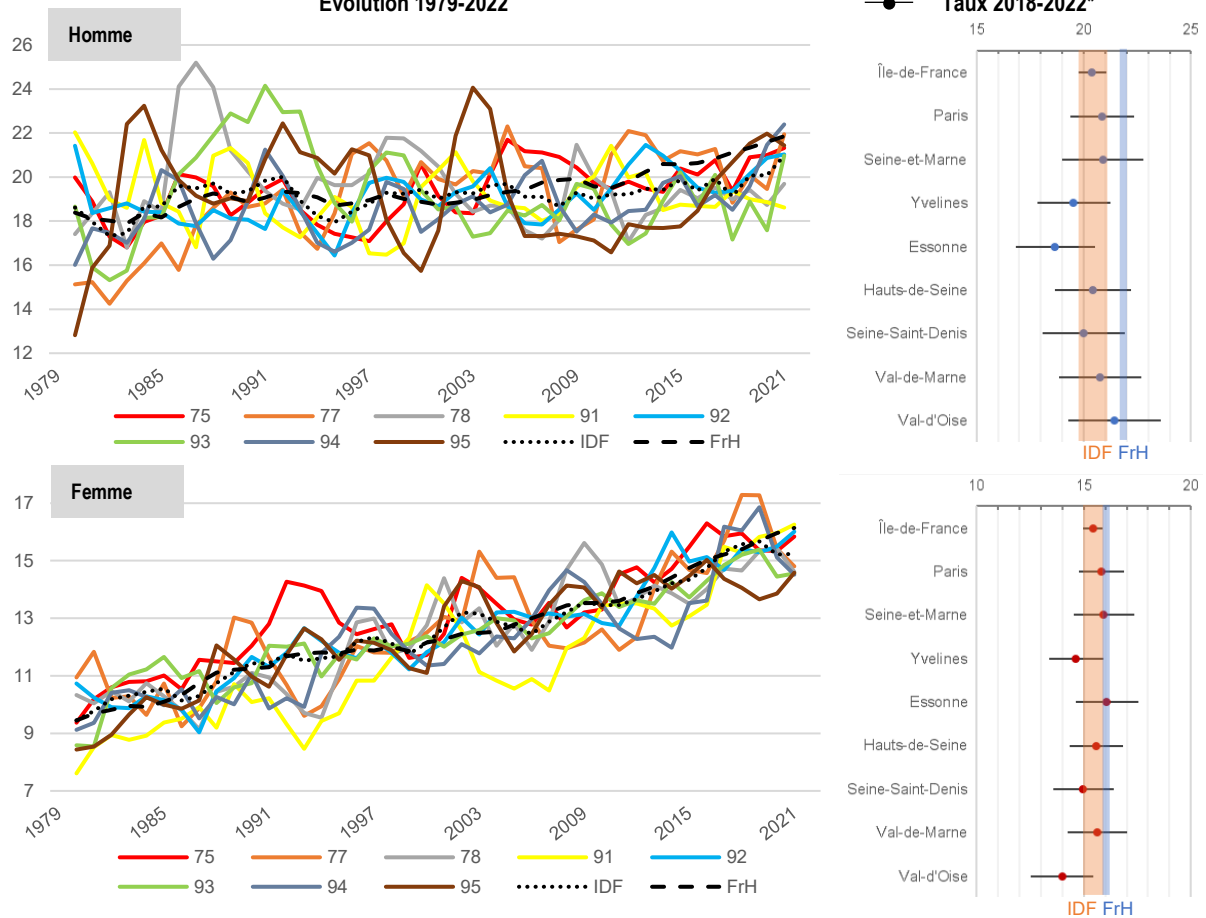 Evolution 1979-2022
Taux 2018-2022*
Homme
26
24
22
20
18
16
14
12
1979
1985
1991
1997
2003
2009
2015
2021
75
77
78
91
92
93
94
95
IDF
FrH
15
20
25
Île-de-France
Paris
Seine-et-Marne
Yvelines
Essonne
Hauts-de-Seine
Seine-Saint-Denis
Val-de-Marne
Val-d'Oise
IDF FrH
Femme
17
15
13
11
9
7
1979
1985
1991
1997
2003
2009
2015
2021
75
77
78
91
92
93
94
95
IDF
FrH
10
15
20
Île-de-France
Paris
Seine-et-Marne
Yvelines
Essonne
Hauts-de-Seine
Seine-Saint-Denis
Val-de-Marne
Val-d'Oise
IDF FrH